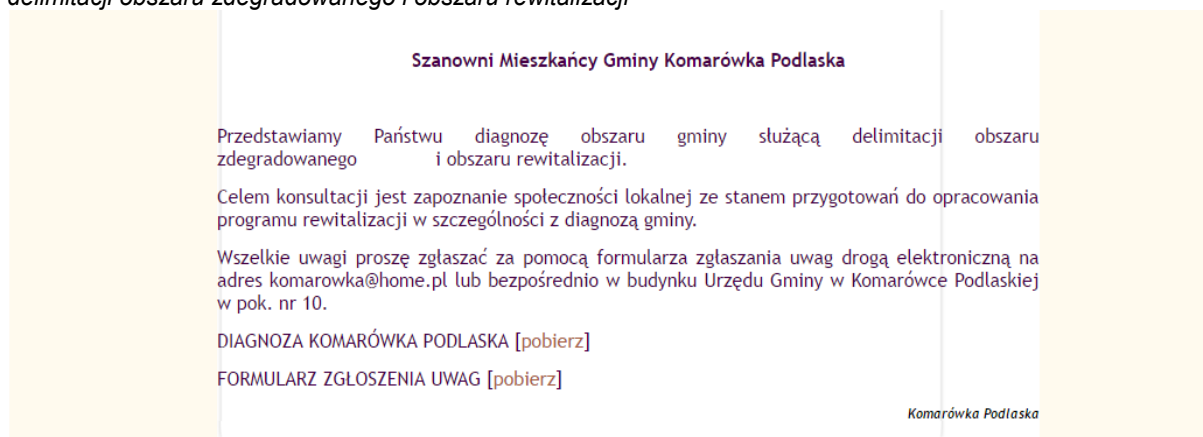 delimitacji obszaru zdegradowanego i obszaru rewitalizacji
Szanowni Mieszkańcy Gminy Komarówka Podlaska
Przedstawiamy Państwu diagnozę obszaru gminy służącą delimitacji obszaru
zdegradowanego i obszaru rewitalizacji.
Celem konsultacji jest zapoznanie społeczności lokalnej ze stanem przygotowań do opracowania
programu rewitalizacji w szczególności z diagnozą gminy.
Wszelkie uwagi proszę zgłaszać za pomocą formularza zgłaszania uwag drogą elektroniczną na
adres komarowka@home.pl lub bezpośrednio w budynku Urzędu Gminy w Komarówce Podlaskiej
w pok. nr 10.
DIAGNOZA KOMARÓWKA PODLASKA [pobierz]
FORMULARZ ZGŁOSZENIA UWAG [pobierz]
Komarówka Podlaska